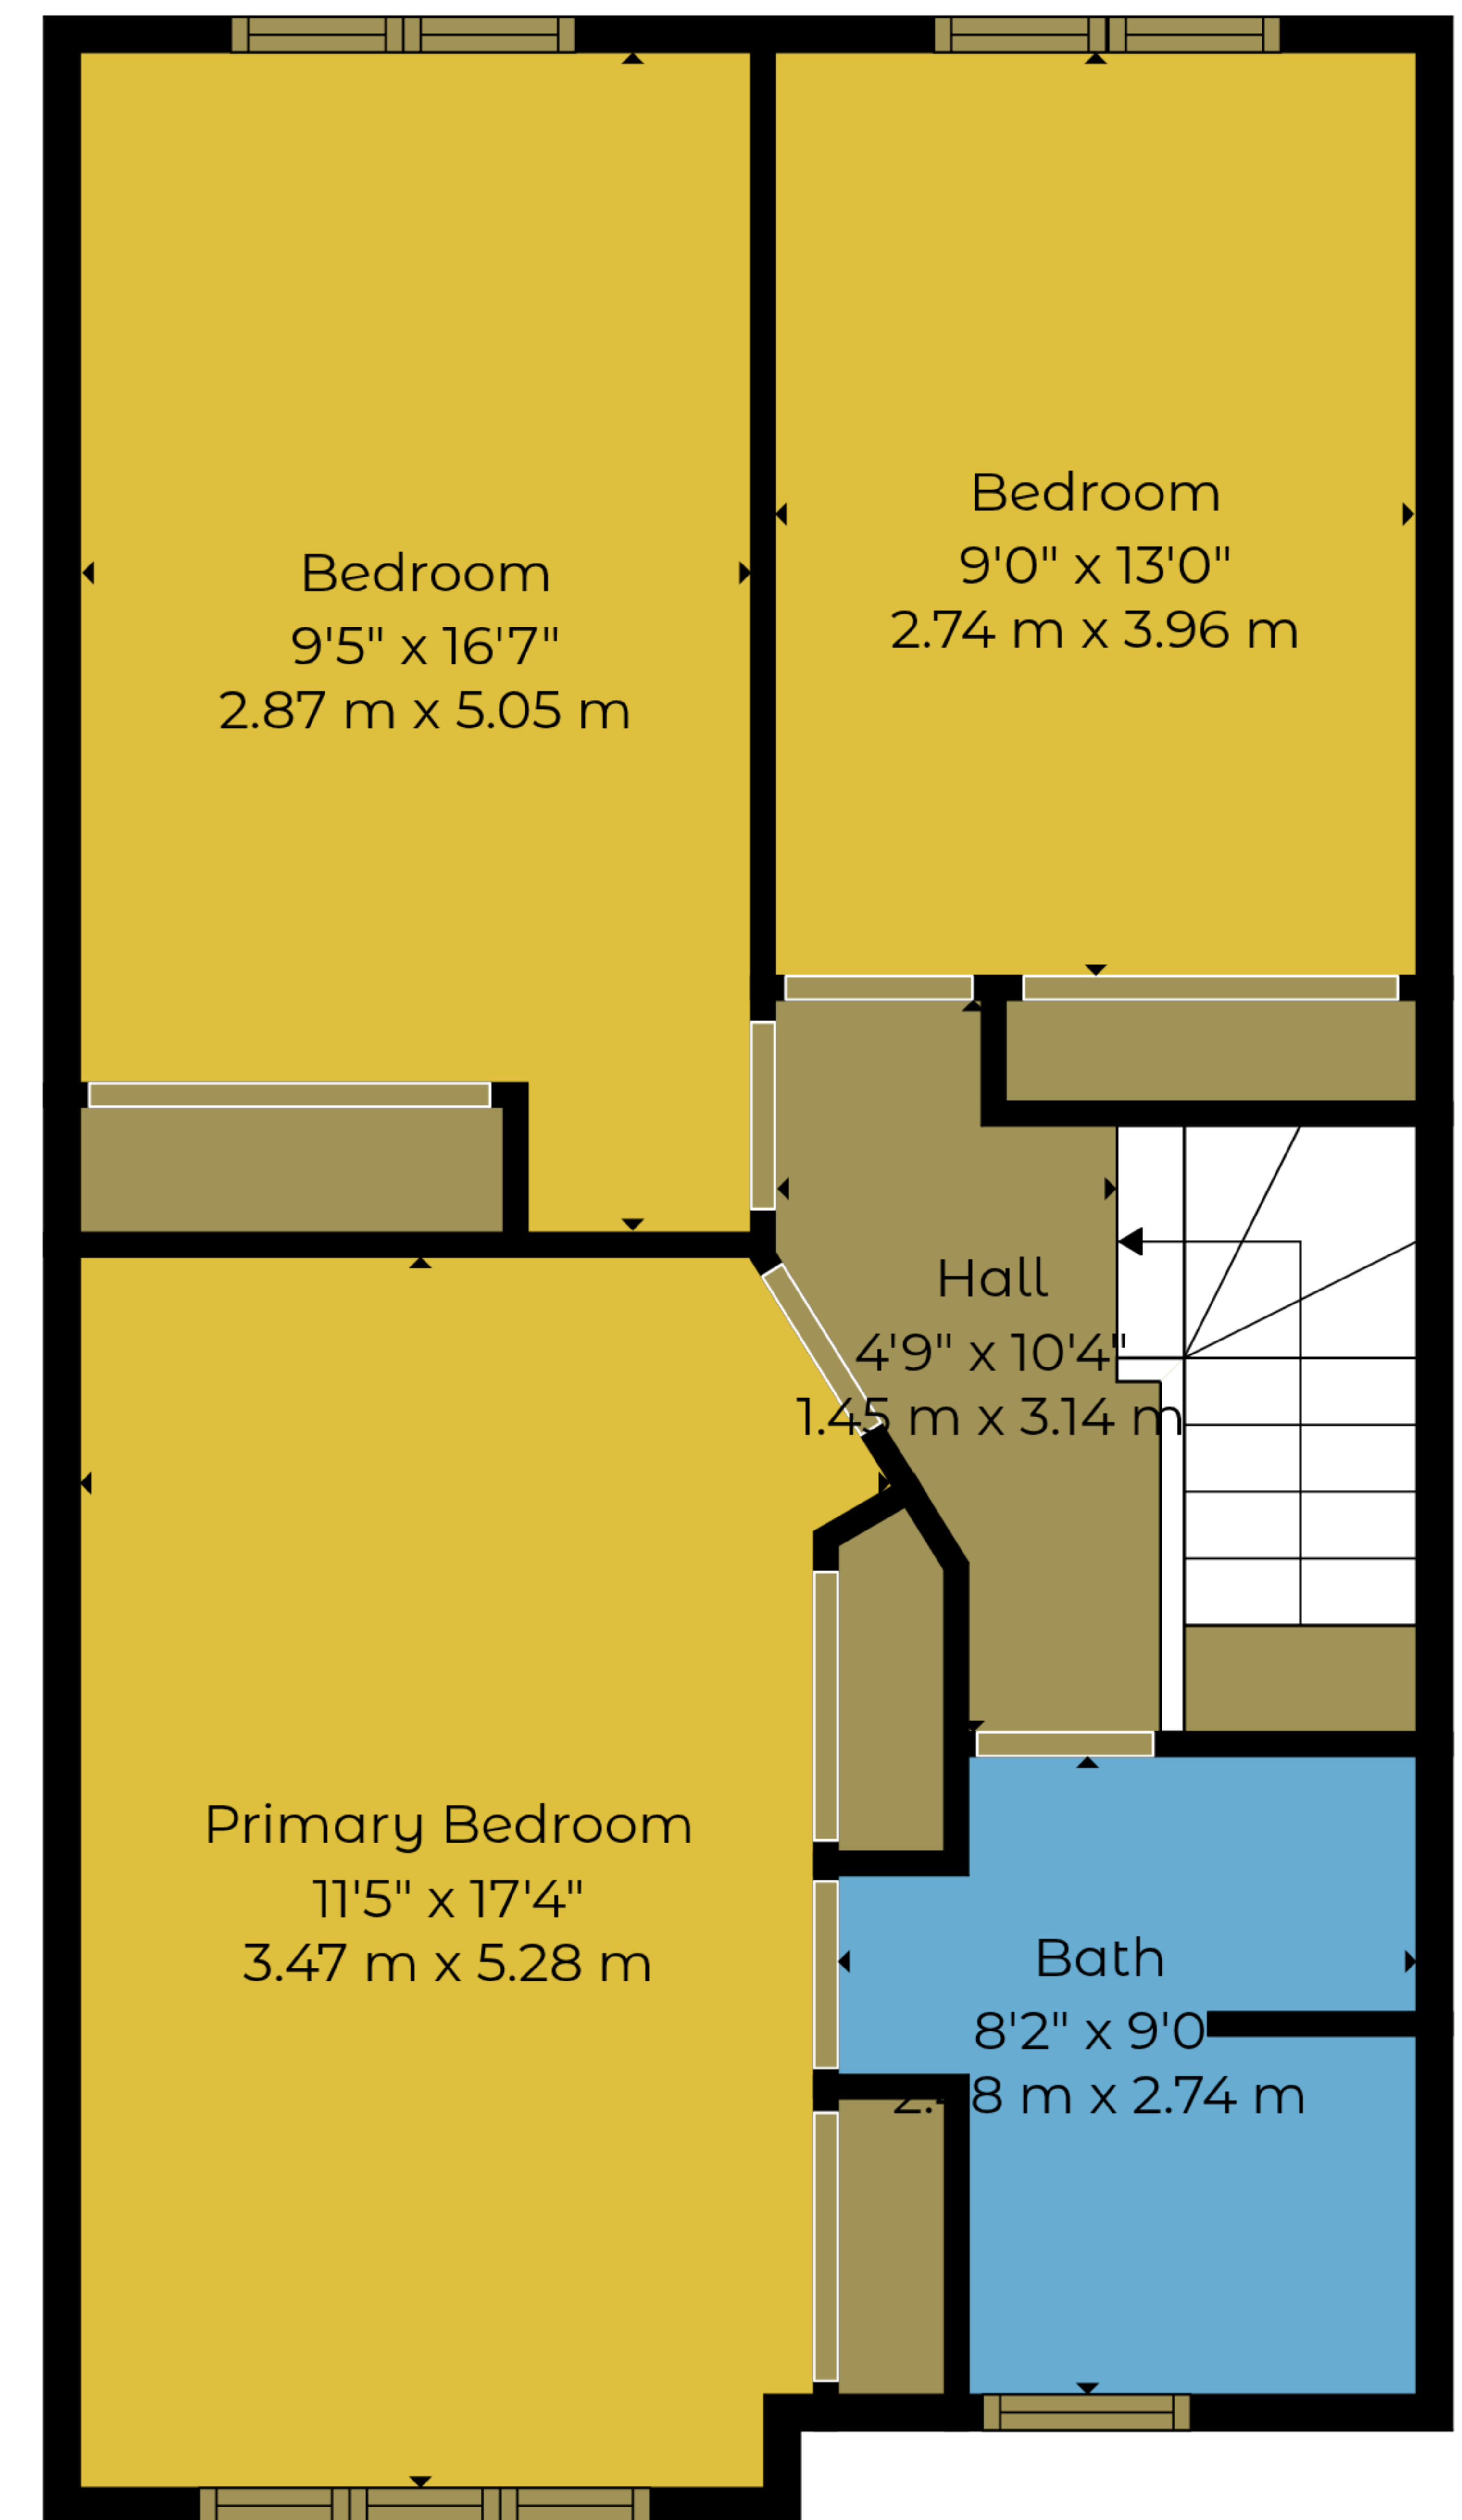 Bedroom
9'0" x 13'0"
2.74 m x 3.96 m
Bedroom
9'5" x 16'7"
2.87 m x 5.05 m
Hall
4'9" x 10'4"
1.45 m x 3.14 m
Primary Bedroom
11'5" x 17'4"
3.47 m x 5.28 m
Bath
8'2" x 9'0
m x 2.74 m